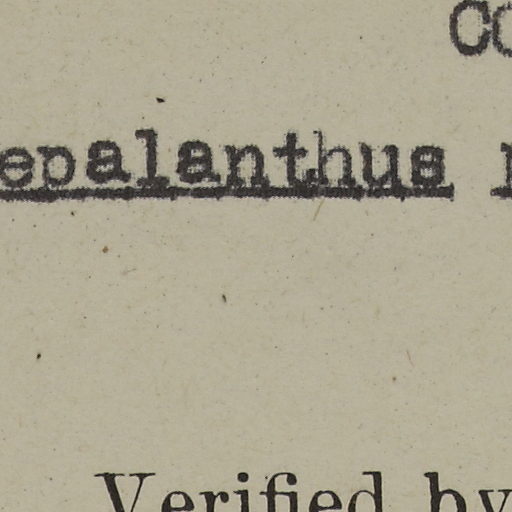 CO
epalanthus
Verified by